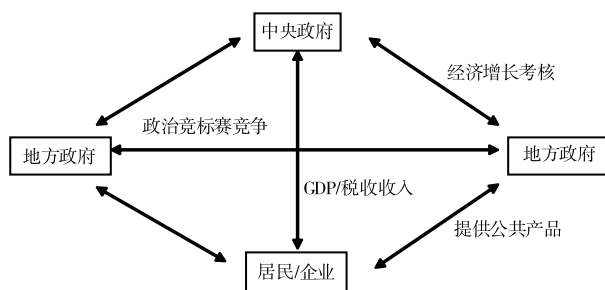 中央政府
经济增长考核
政治竞标赛竞争
地方政府
地方政府
GDP/税收收入
提供公共产品
居民/企业